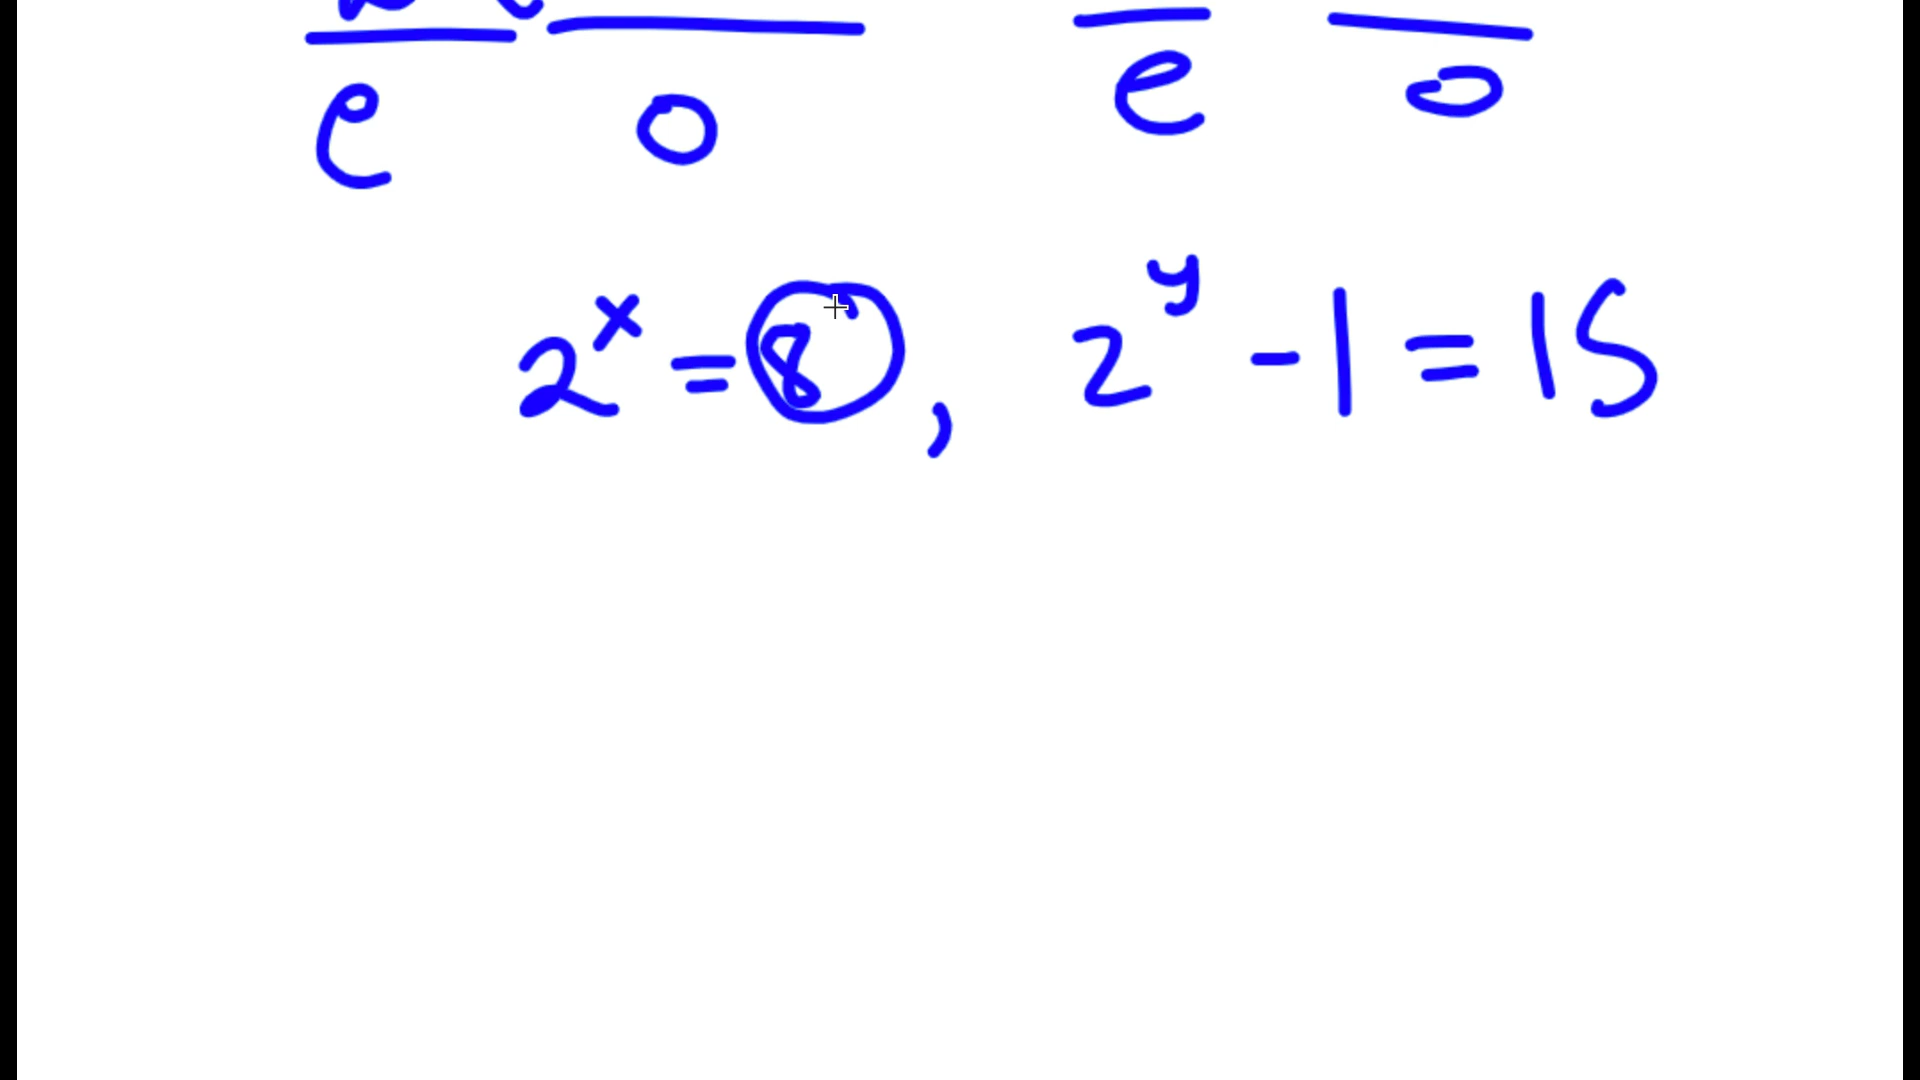 e o e o
2^x = 8 , 2^y - 1 = 15